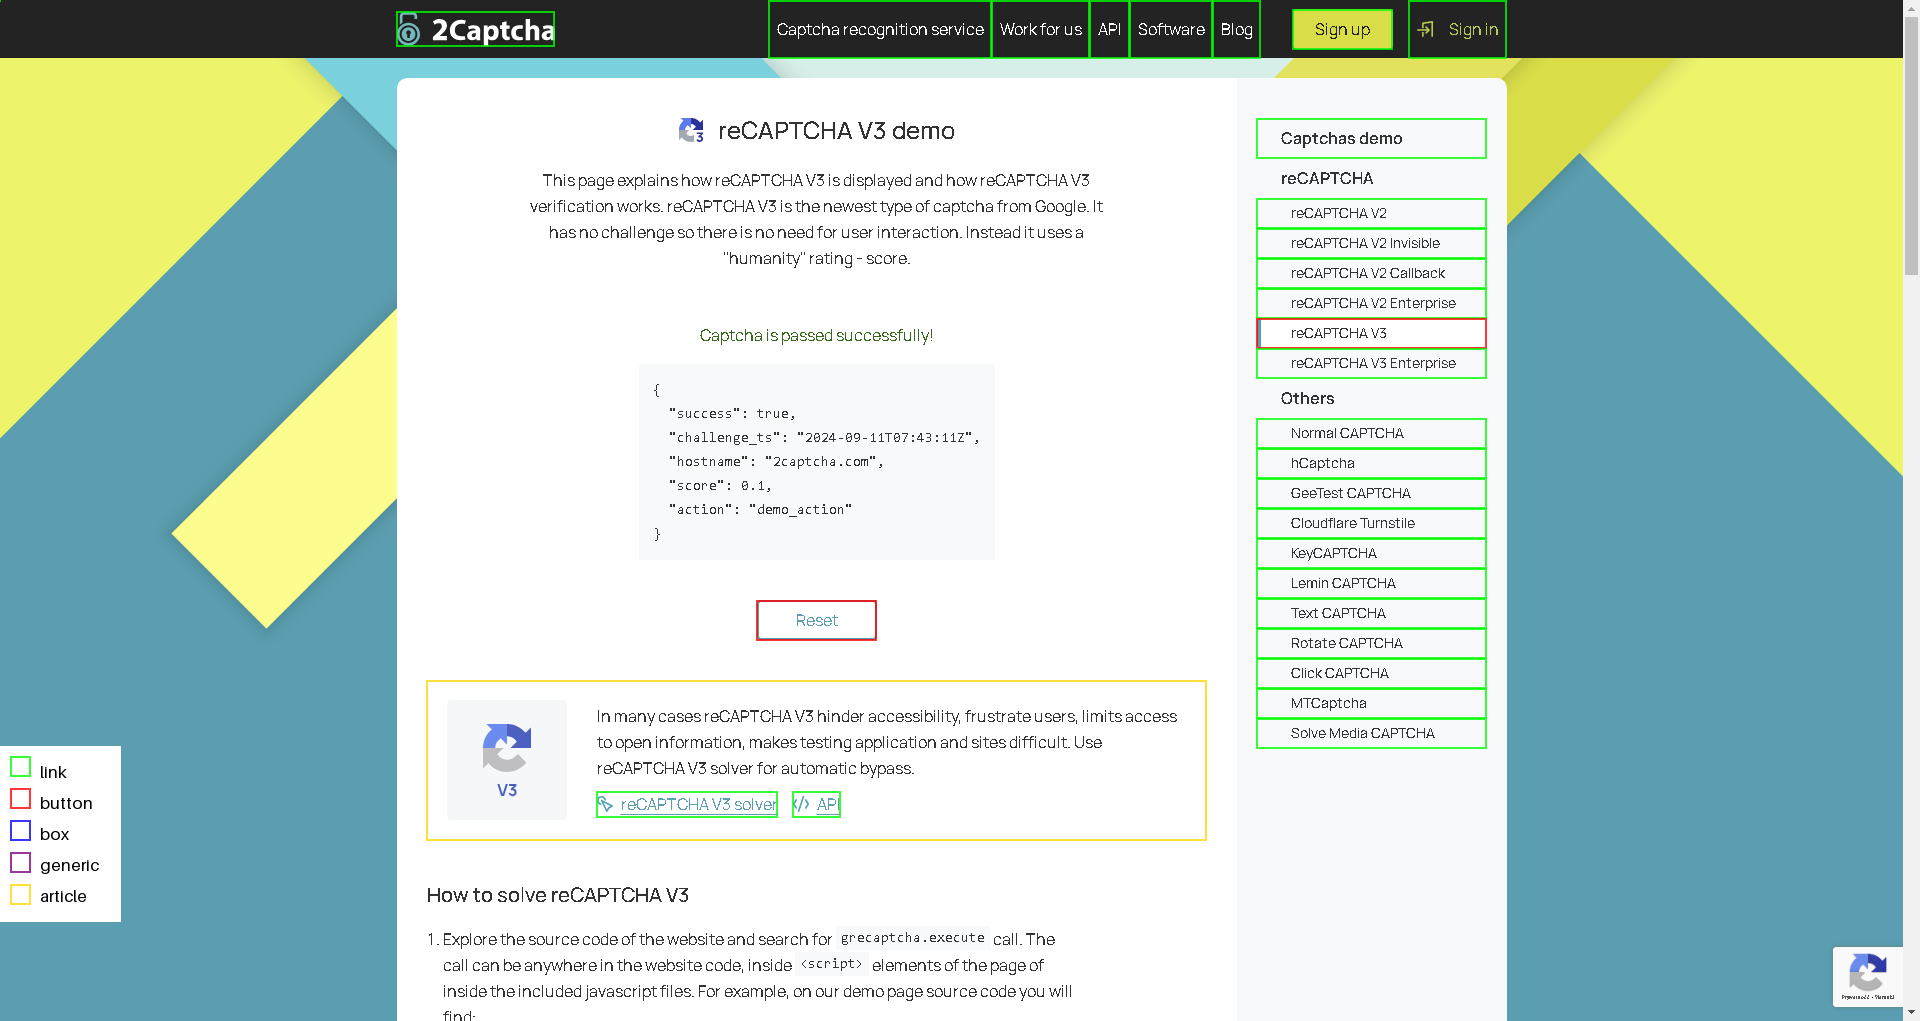 2Captcha
Captcha recognition service
Work for us
API
Software
Blog
Sign up
Sign in
3
reCAPTCHA V3 demo
This page explains how reCAPTCHA V3 is displayed and how reCAPTCHA V3
verification works. reCAPTCHA V3 is the newest type of captcha from Google. It
has no challenge so there is no need for user interaction. Instead it uses a
"humanity" rating - score.
Captcha is passed successfully!
{
"success": true,
"challenge_ts": "2024-09-11T07:43:11Z",
"hostname": "2captcha.com",
"score": 0.1,
"action": "demo_action"
}
Reset
V3
In many cases reCAPTCHA V3 hinder accessibility, frustrate users, limits access
to open information, makes testing application and sites difficult. Use
reCAPTCHA V3 solver for automatic bypass.
reCAPTCHA V3 solver
API
How to solve reCAPTCHA V3
1. Explore the source code of the website and search for grecaptcha.execute call. The
call can be anywhere in the website code, inside <script> elements of the page of
inside the included javascript files. For example, on our demo page source code you will
find:
Captchas demo
reCAPTCHA
reCAPTCHA V2
reCAPTCHA V2 Invisible
reCAPTCHA V2 Callback
reCAPTCHA V2 Enterprise
reCAPTCHA V3
reCAPTCHA V3 Enterprise
Others
Normal CAPTCHA
hCaptcha
GeeTest CAPTCHA
Cloudflare Turnstile
KeyCAPTCHA
Lemin CAPTCHA
Text CAPTCHA
Rotate CAPTCHA
Click CAPTCHA
MTCaptcha
Solve Media CAPTCHA
link
button
box
generic
article